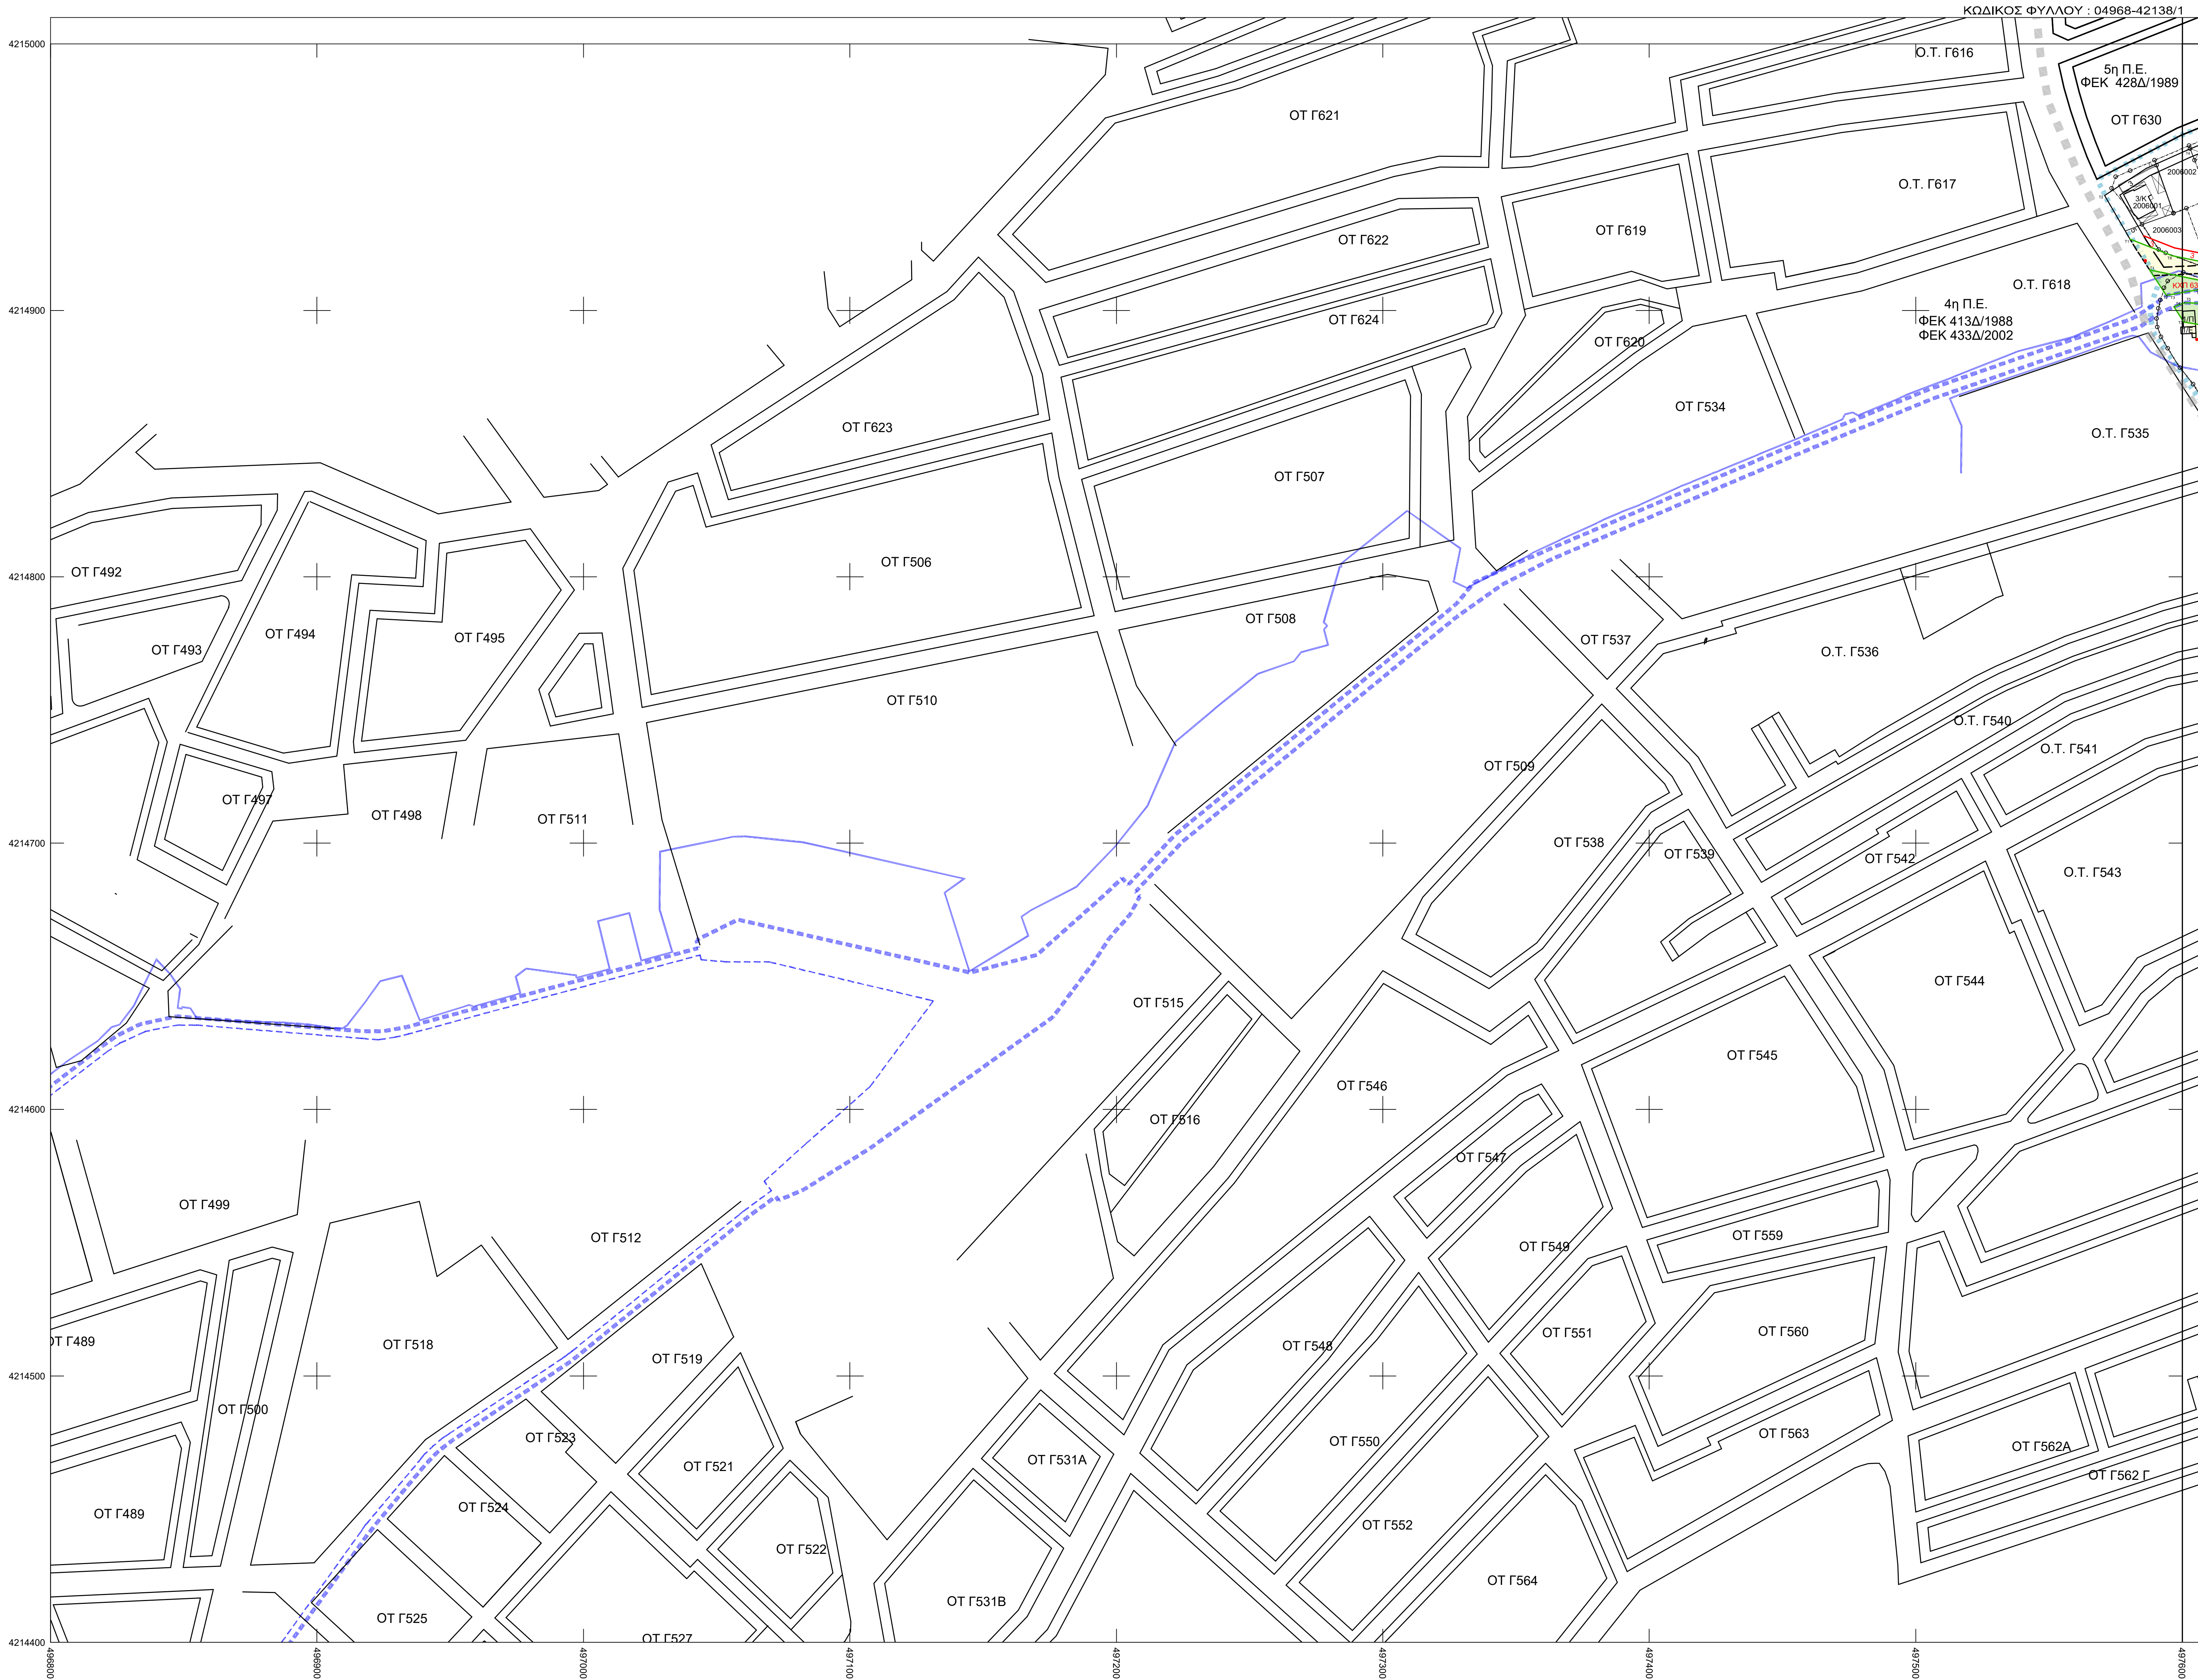 ΚΩΔΙΚΟΣ ΦΥΛΛΟΥ : 04968-42138/1
4215000
Ο.Τ. Γ616
5η Π.Ε.
ΦΕΚ 428Δ/1989
ΟΤ Γ621
ΟΤ Γ630
2006002
Ο.Τ. Γ617
3/Κ
2006001
ΟΤ Γ619
2006003
ΟΤ Γ622
Ο.Τ. Γ618
ΚΧΠ 63
4η Π.Ε.
4214900
ΟΤ Γ624
ΦΕΚ 413Δ/1988
ΦΕΚ 433Δ/2002
ΟΤ Γ620
ΟΤ Γ534
ΟΤ Γ623
Ο.Τ. Γ535
ΟΤ Γ507
ΟΤ Γ506
ΟΤ Γ492
4214800
ΟΤ Γ508
ΟΤ Γ494
ΟΤ Γ495
ΟΤ Γ537
ΟΤ Γ493
Ο.Τ. Γ536
ΟΤ Γ510
Ο.Τ. Γ540
Ο.Τ. Γ541
ΟΤ Γ509
ΟΤ Γ497
ΟΤ Γ498
ΟΤ Γ511
4214700
ΟΤ Γ538
ΟΤ Γ539
ΟΤ Γ542
Ο.Τ. Γ543
ΟΤ Γ544
ΟΤ Γ515
ΟΤ Γ545
ΟΤ Γ546
4214600
ΟΤ Γ516
ΟΤ Γ547
ΟΤ Γ499
ΟΤ Γ512
ΟΤ Γ559
ΟΤ Γ549
ΟΤ Γ551
ΟΤ Γ560
ΟΤ Γ489
ΟΤ Γ518
ΟΤ Γ548
ΟΤ Γ519
4214500
ΟΤ Γ500
ΟΤ Γ563
ΟΤ Γ523
ΟΤ Γ550
ΟΤ Γ562Α
ΟΤ Γ531Α
ΟΤ Γ521
ΟΤ Γ562 Γ
ΟΤ Γ524
ΟΤ Γ489
ΟΤ Γ552
ΟΤ Γ522
ΟΤ Γ564
ΟΤ Γ531Β
ΟΤ Γ525
ΟΤ Γ527
4214400
496800
496900
497000
497100
497200
497300
497400
497500
497600